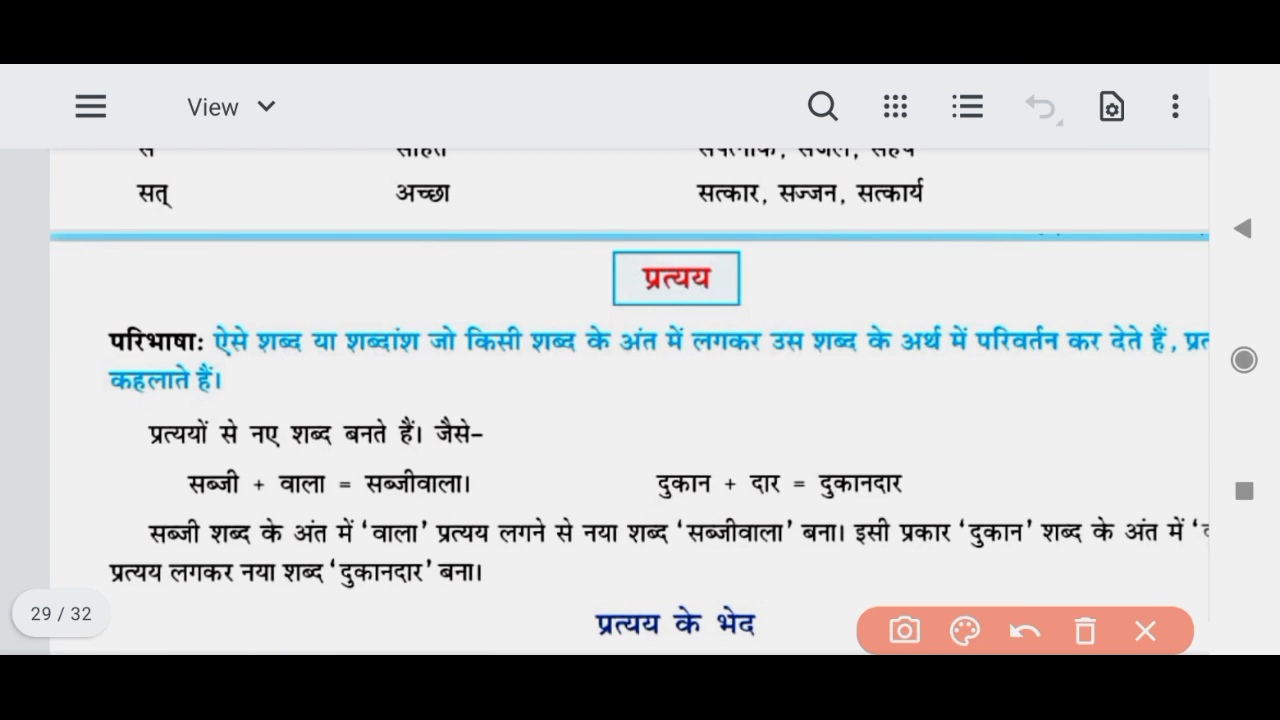 View
सत् अच्छा सत्कार, सज्जन, सत्कार्य
प्रत्यय
परिभाषाः ऐसे शब्द या शब्दांश जो किसी शब्द के अंत में लगकर उस शब्द के अर्थ में परिवर्तन कर देते हैं,
कहलाते हैं।
प्रत्ययों से नए शब्द बनते हैं। जैसे–
सब्जी + वाला = सब्जीवाला। दुकान + दार = दुकानदार
सब्जी शब्द के अंत में ‘वाला’ प्रत्यय लगने से नया शब्द ‘सब्जीवाला’ बना। इसी प्रकार ‘दुकान’ शब्द के अंत में
प्रत्यय लगकर नया शब्द ‘दुकानदार’ बना।
29 / 32
प्रत्यय के भेद